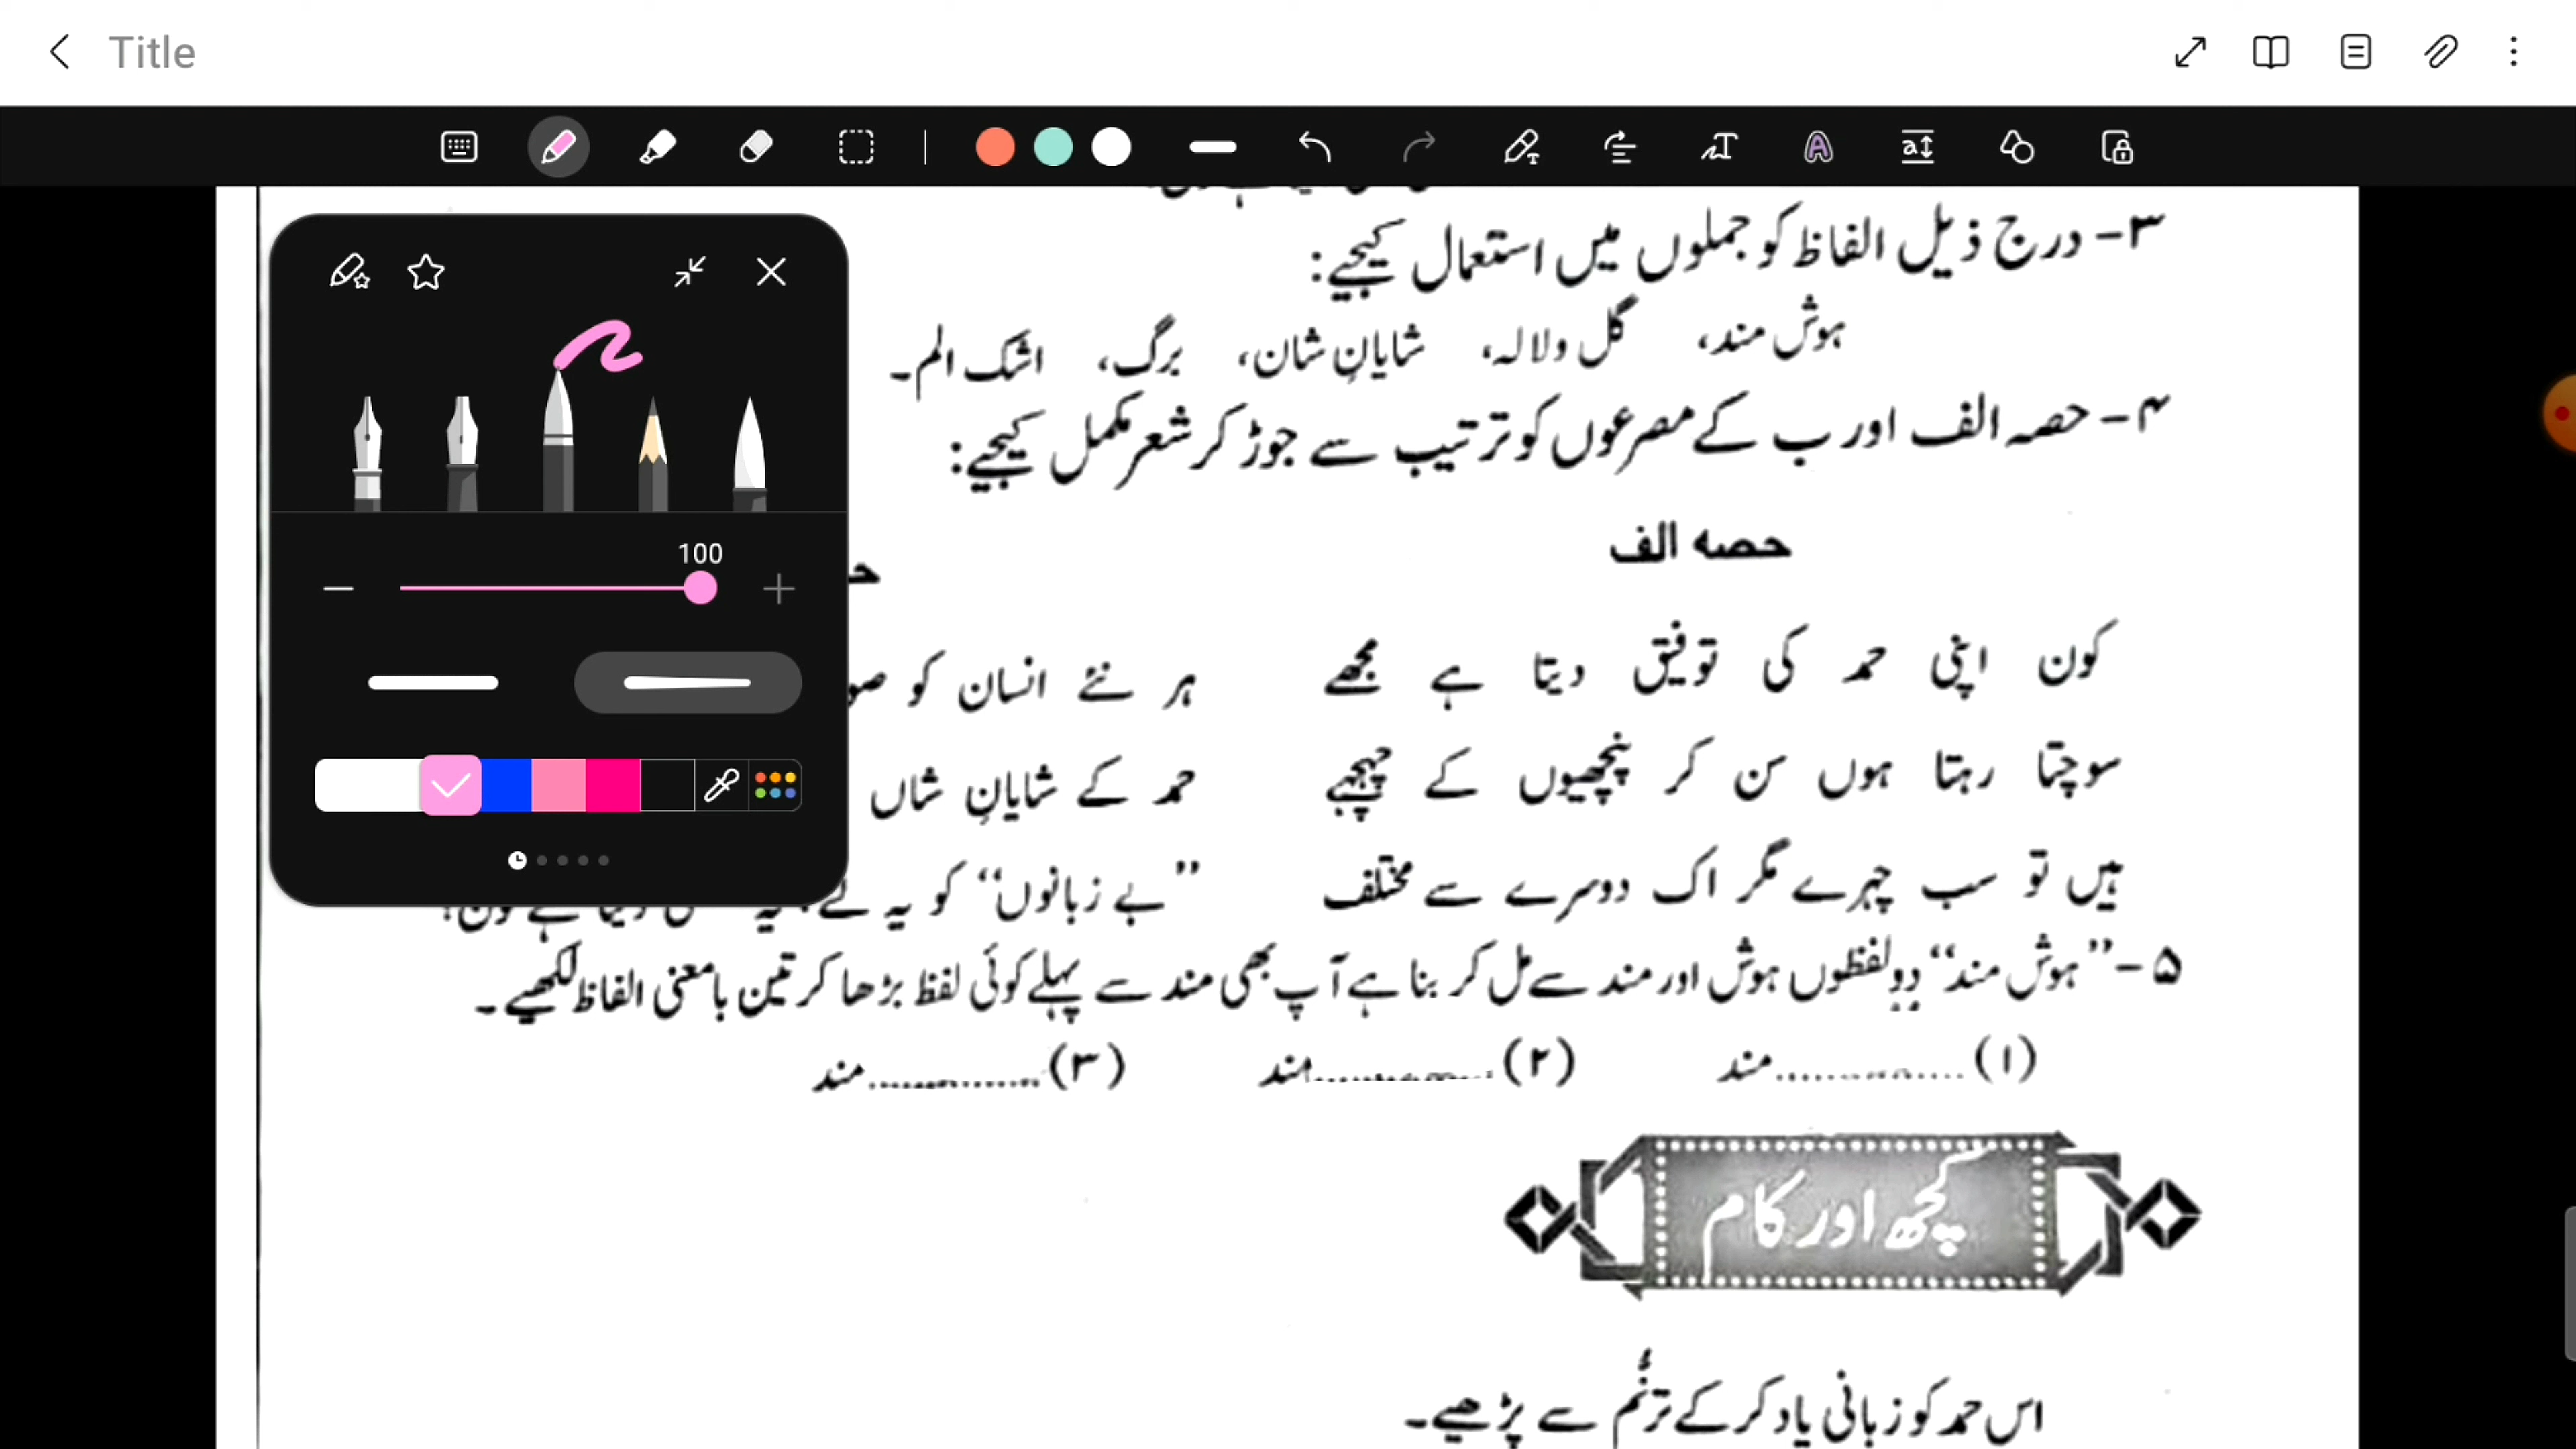 Title
۳- درج ذیل الفاظ کو جملوں میں استعمال کیجیے:
ہوش مند، گل ولالہ، شایانِ شان، برگ، اشک الم۔
۴- حصہ الف اور ب کے مصرعوں کو ترتیب سے جوڑ کر شعر مکمل کیجیے:
100
حصہ الف
کون اپنی حمد کی توفیق دیتا ہے مجھے ہر نئے انسان کو
سوچتا رہتا ہوں سن کر پنچھیوں کے چہچہے حمد کے شایانِ شاں
ہیں تو سب چہرے مگر اک دوسرے سے مختلف ”بے زبانوں“ کو یہ
۵- ”ہوش مند“ دو لفظوں ہوش اور مند سے مل کر بنا ہے آپ بھی مند سے پہلے کوئی لفظ بڑھا کر تین بامعنی الفاظ لکھیے۔
(۱)..................مند (۲)..................مند (۳)..................مند
کچھ اور کام
اس حمد کو زبانی یاد کر کے ترنُّم سے پڑھیے۔